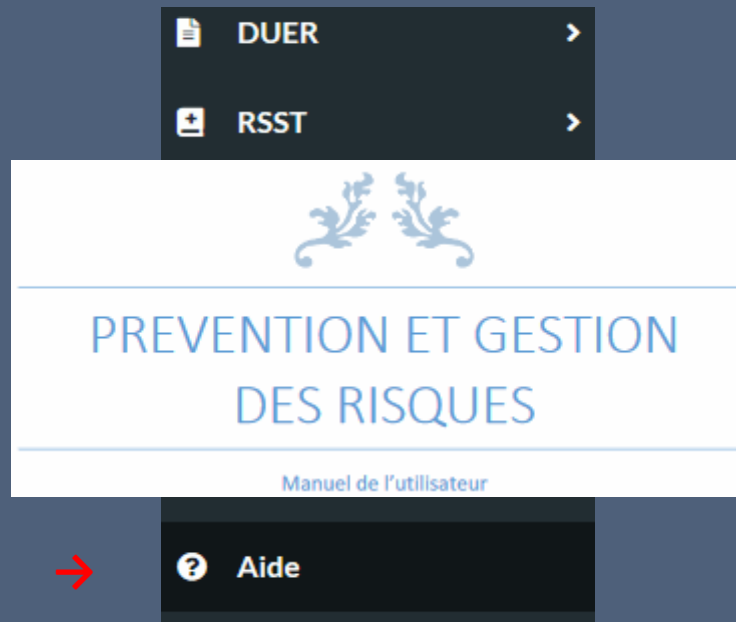 DUER
RSST
PREVENTION ET GESTION
DES RISQUES
Manuel de l'utilisateur
Aide